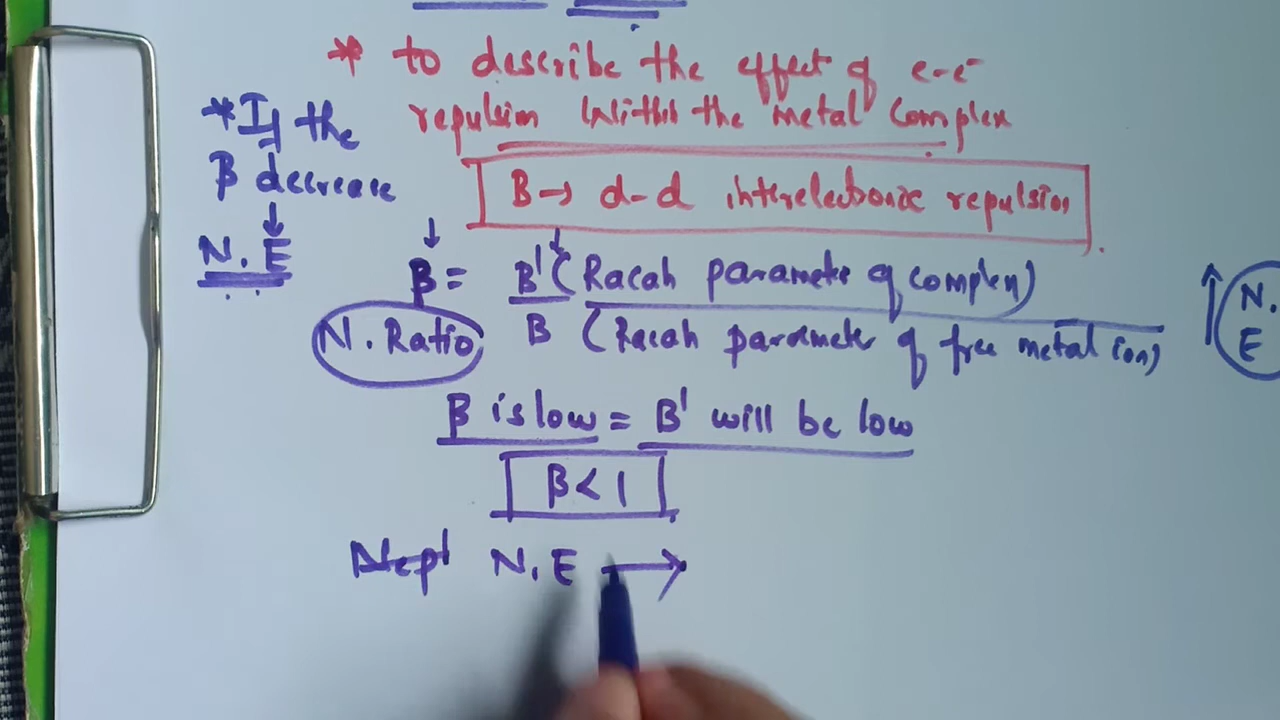 * to describe the effect of e-e⁻
repulsion within the metal complex
* If the
β decrease
↓
N.E
B → d-d interelectronic repulsion
↓ ↓
β = B' (Racah parameter of complex)
N. Ratio B (Racah parameter of free metal ion)
↑ N.
E
β is low = B' will be low
β < 1
N.E →